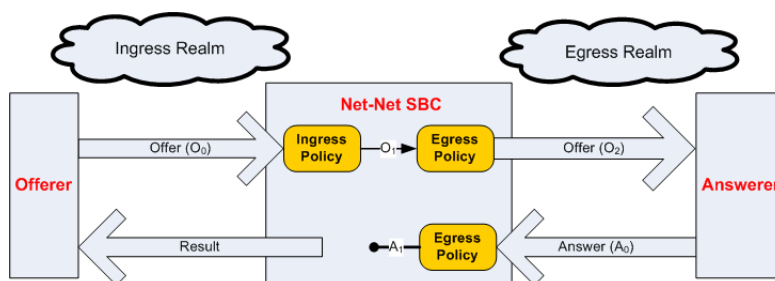 Ingress Realm
Egress Realm
Net-Net SBC
Offerer
Offer (O₀)
Ingress
Policy
O₁
Egress
Policy
Offer (O₂)
Answerer
Result
A₁
Egress
Policy
Answer (A₀)